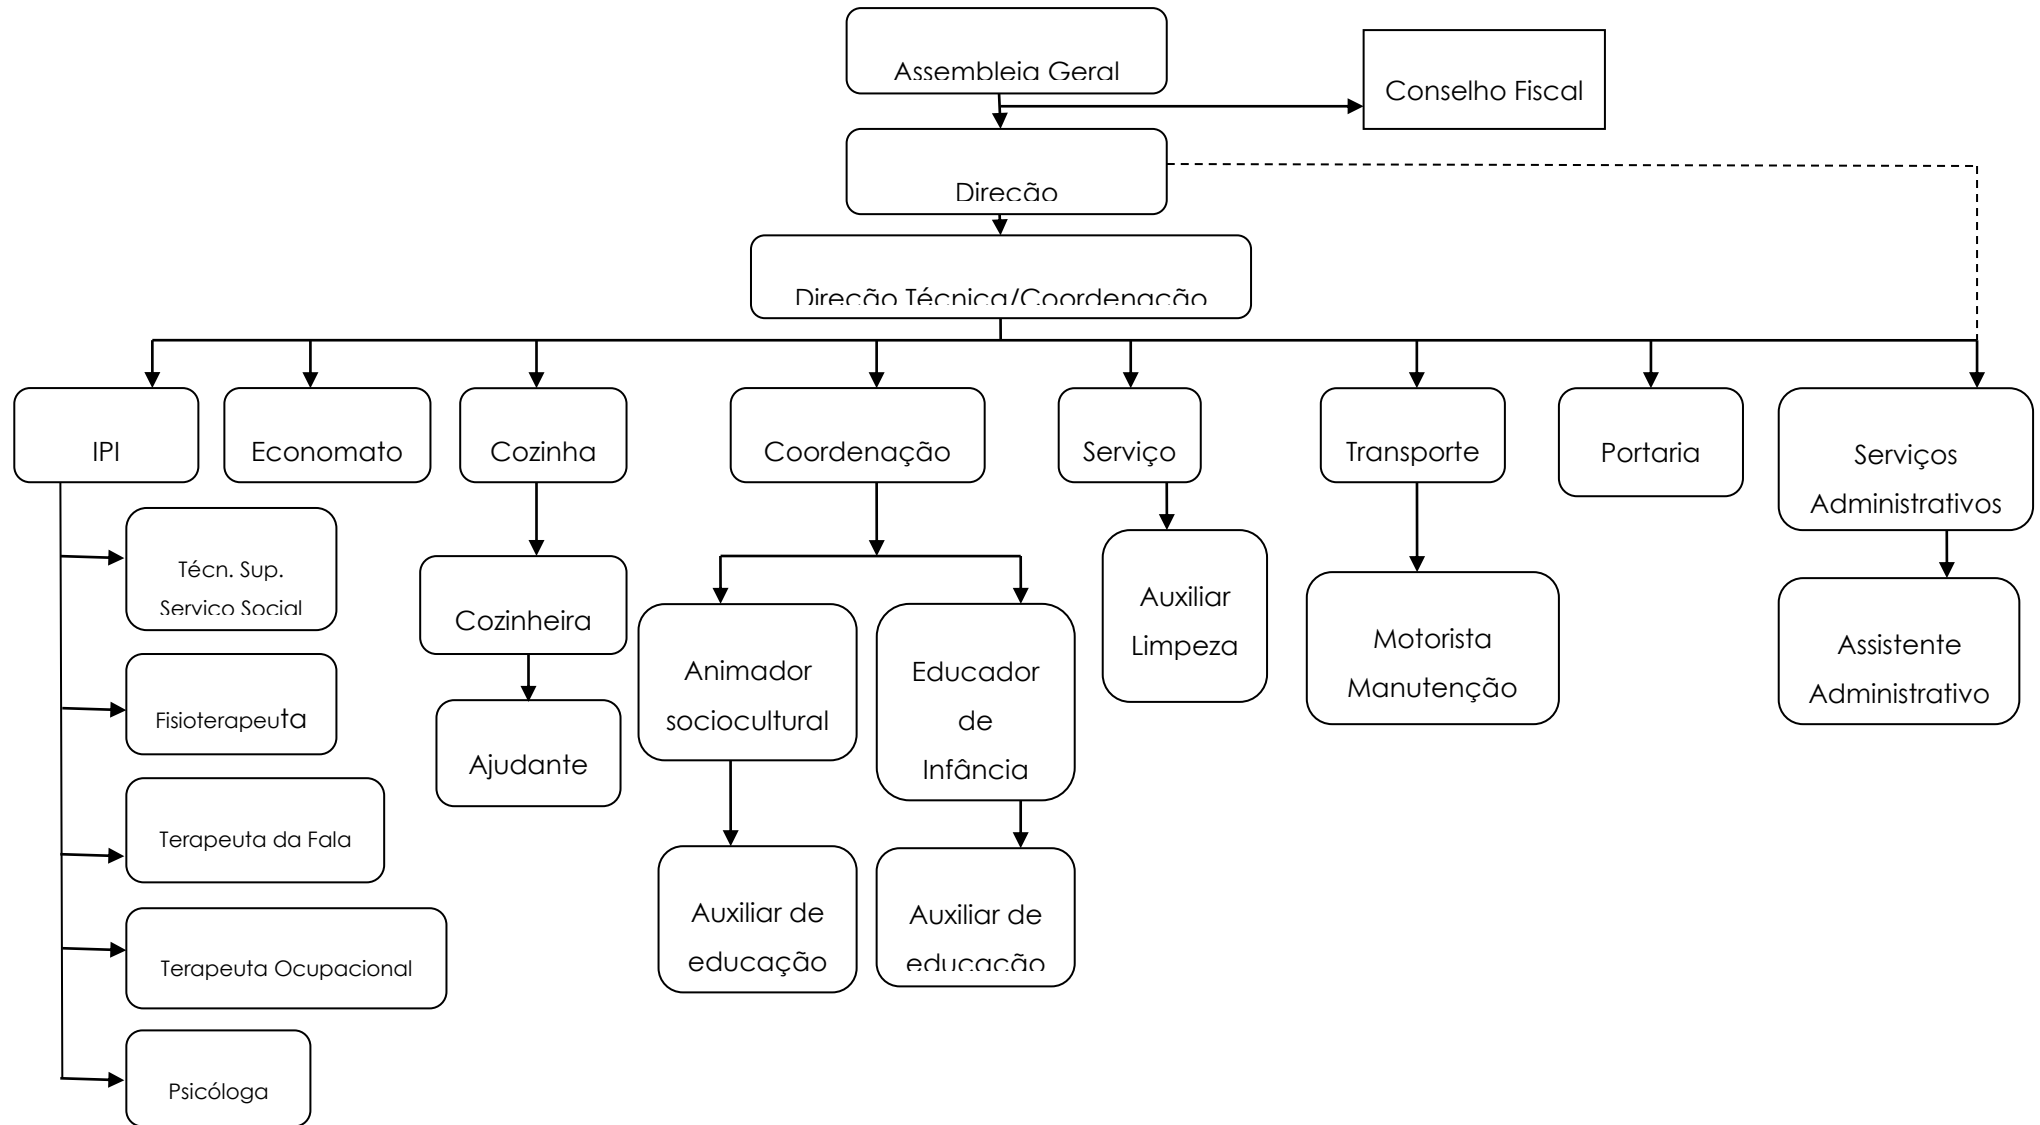 Assembleia Geral
Conselho Fiscal
Direção
Direção Técnica/Coordenação
IPI
Economato
Cozinha
Coordenação
Serviço
Transporte
Portaria
Serviços
Administrativos
Técn. Sup.
Serviço Social
Fisioterapeuta
Terapeuta da Fala
Terapeuta Ocupacional
Psicóloga
Cozinheira
Ajudante
Animador
sociocultural
Auxiliar de
educação
Educador
de
Infância
Auxiliar de
educação
Auxiliar
Limpeza
Motorista
Manutenção
Assistente
Administrativo